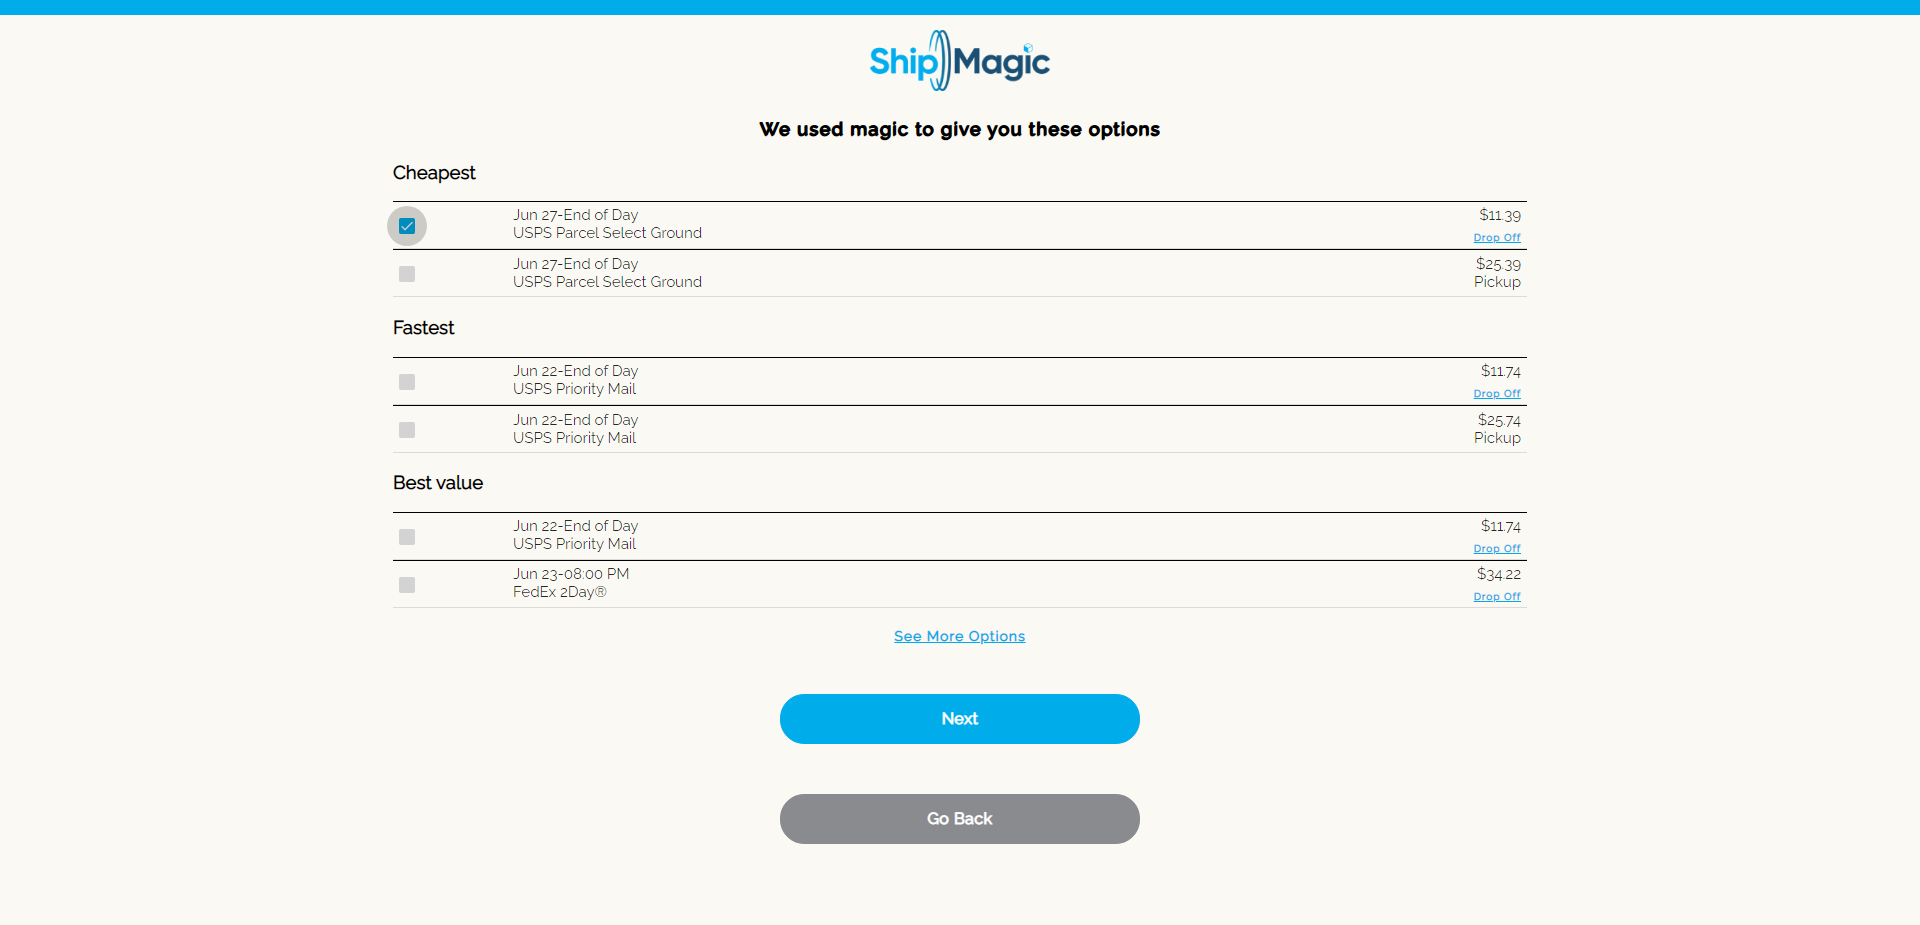 Ship Magic
We used magic to give you these options
Cheapest
Jun 27-End of Day
$11.39
USPS Parcel Select Ground
Drop Off
Jun 27-End of Day
$25.39
USPS Parcel Select Ground
Pickup
Fastest
Jun 22-End of Day
$11.74
USPS Priority Mail
Drop Off
Jun 22-End of Day
$25.74
USPS Priority Mail
Pickup
Best value
Jun 22-End of Day
$11.74
USPS Priority Mail
Drop Off
Jun 23-08:00 PM
$34.22
FedEx 2Day®
Drop Off
See More Options
Next
Go Back